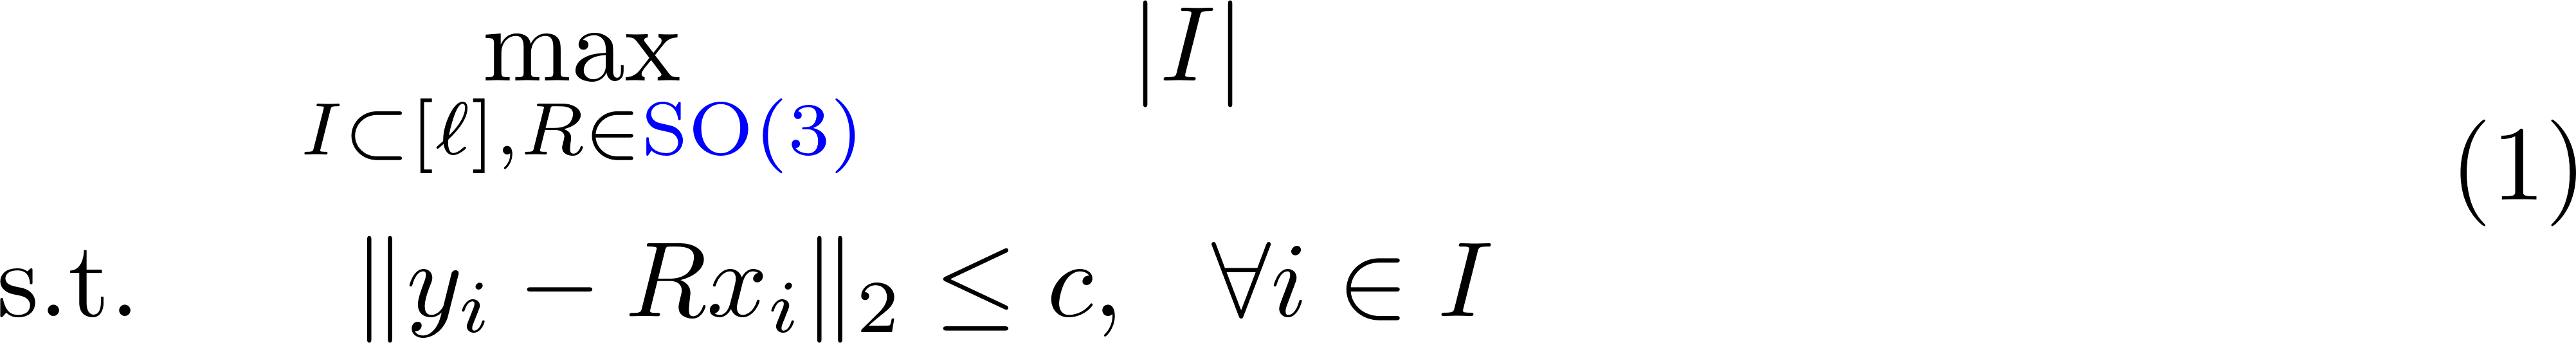 max |I|
I⊂[ℓ],R∈SO(3)
(1)
s.t. ‖yᵢ − Rxᵢ‖₂ ≤ c, ∀i ∈ I